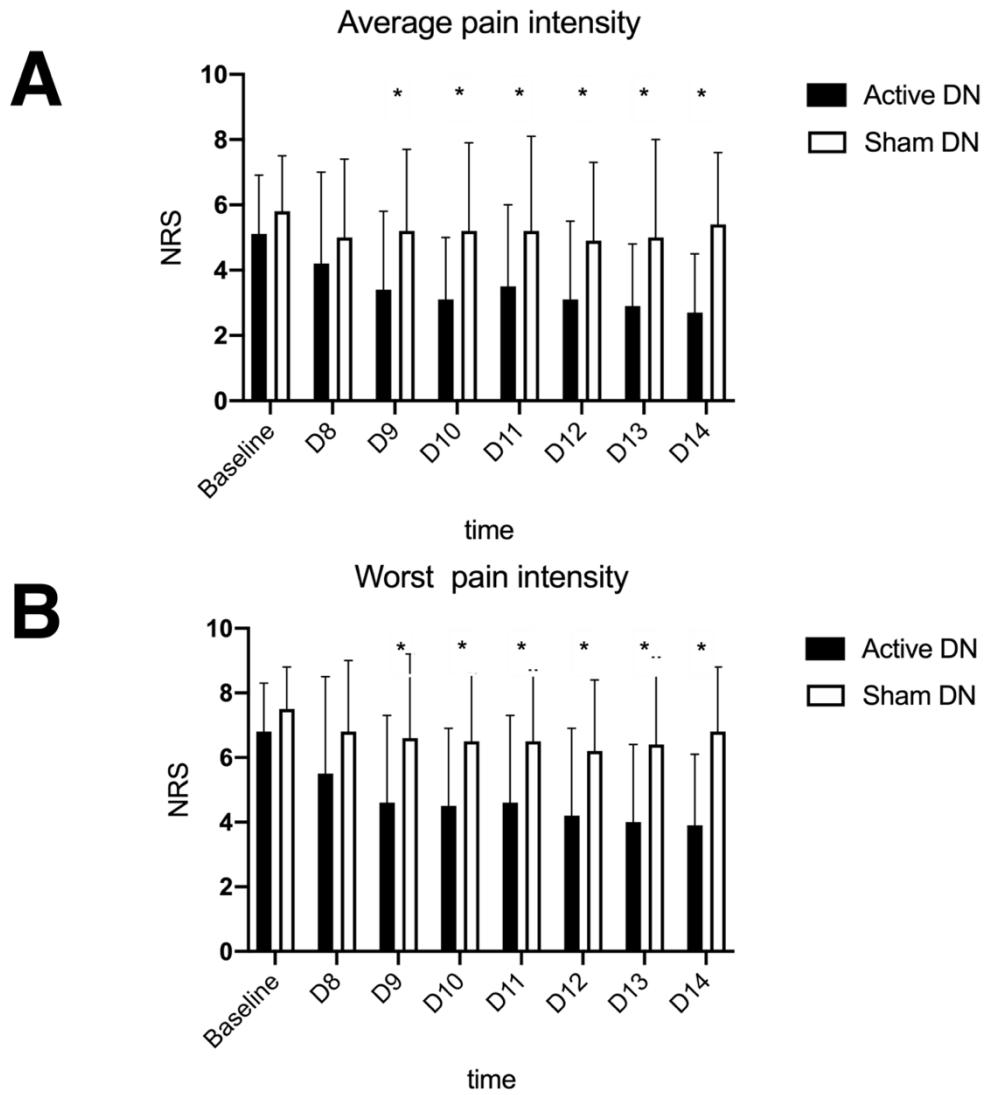 Average pain intensity
A
10
8
6
4
2
0
NRS
* * * * * *
Active DN
Sham DN
Baseline D8 D9 D10 D11 D12 D13 D14
time
Worst pain intensity
B
10
8
6
4
2
0
NRS
* * * * * *
Active DN
Sham DN
Baseline D8 D9 D10 D11 D12 D13 D14
time